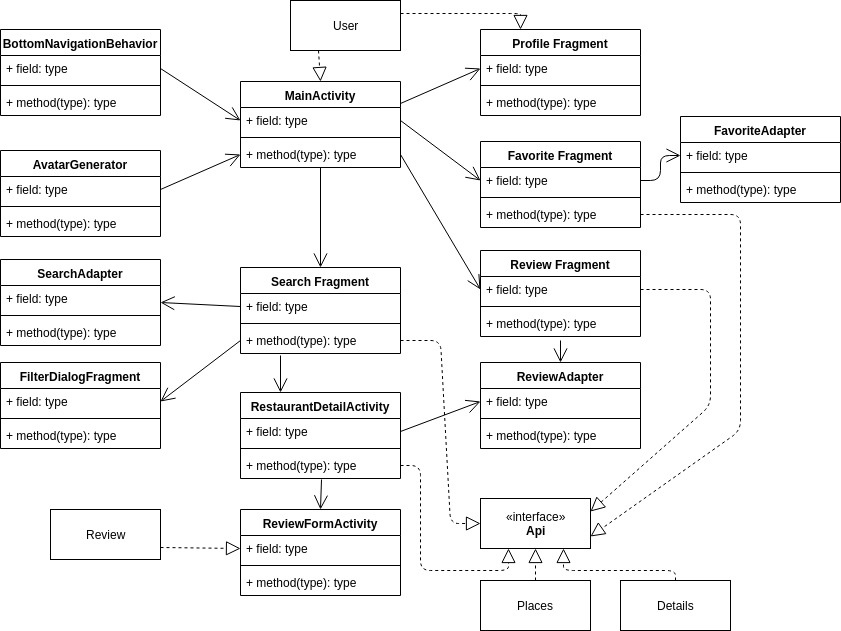 User
BottomNavigationBehavior
+ field: type
+ method(type): type
Profile Fragment
+ field: type
+ method(type): type
MainActivity
+ field: type
+ method(type): type
FavoriteAdapter
+ field: type
+ method(type): type
Favorite Fragment
+ field: type
+ method(type): type
AvatarGenerator
+ field: type
+ method(type): type
Review Fragment
+ field: type
+ method(type): type
SearchAdapter
+ field: type
+ method(type): type
Search Fragment
+ field: type
+ method(type): type
FilterDialogFragment
+ field: type
+ method(type): type
ReviewAdapter
+ field: type
+ method(type): type
RestaurantDetailActivity
+ field: type
+ method(type): type
«interface»
Api
Review
ReviewFormActivity
+ field: type
+ method(type): type
Places
Details